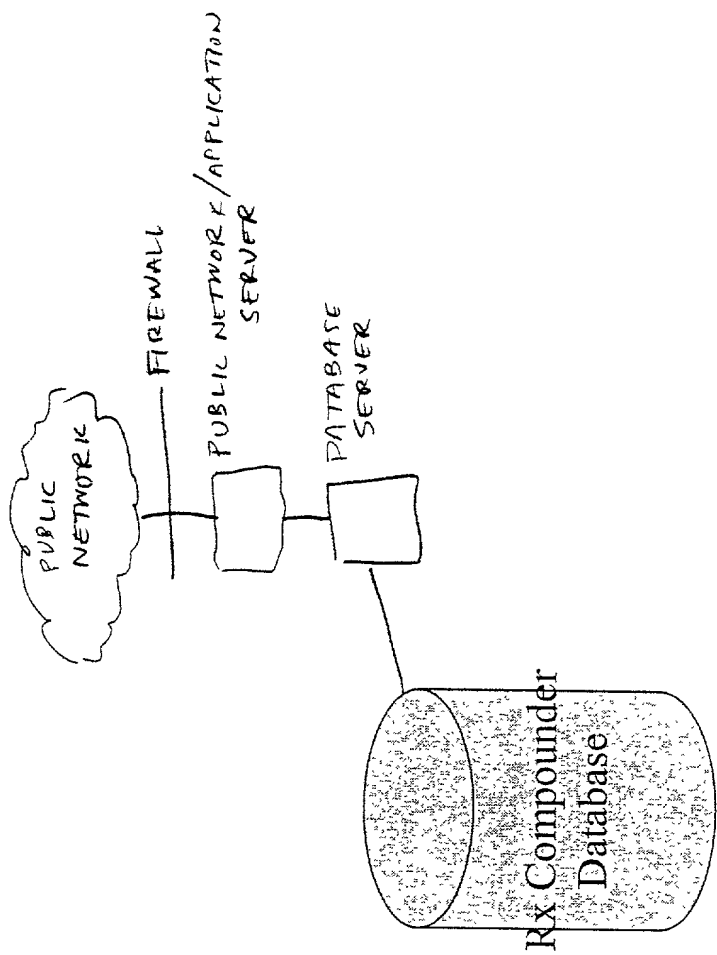 PUBLIC
NETWORK
FIREWALL
PUBLIC NETWORK/APPLICATION
SERVER
DATABASE
SERVER
Rx Compounder
Database